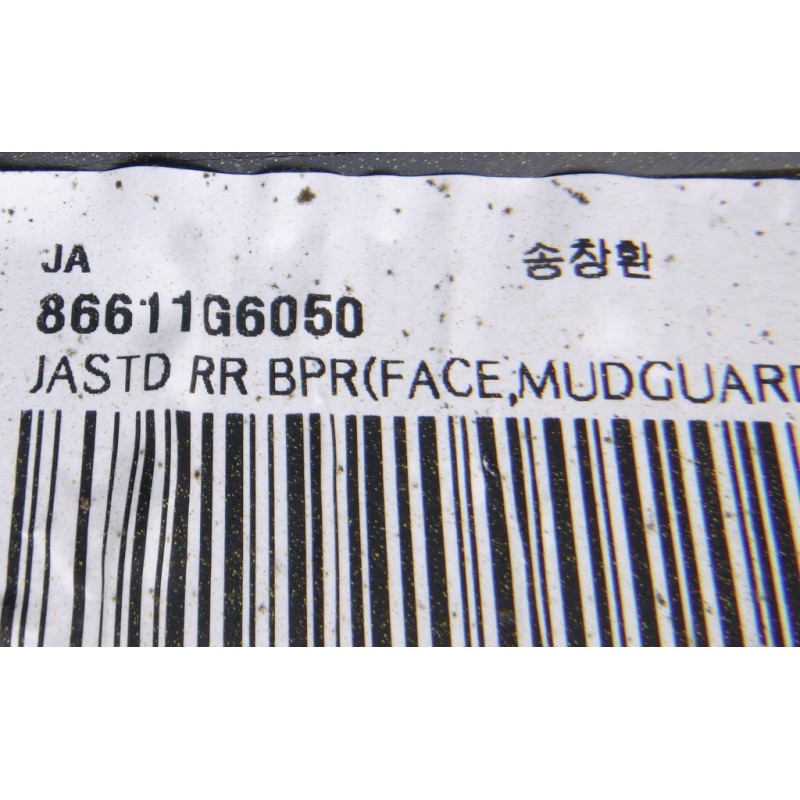 JA 송창환
86611G6050
JASTD RR BPR(FACE,MUDGUARD